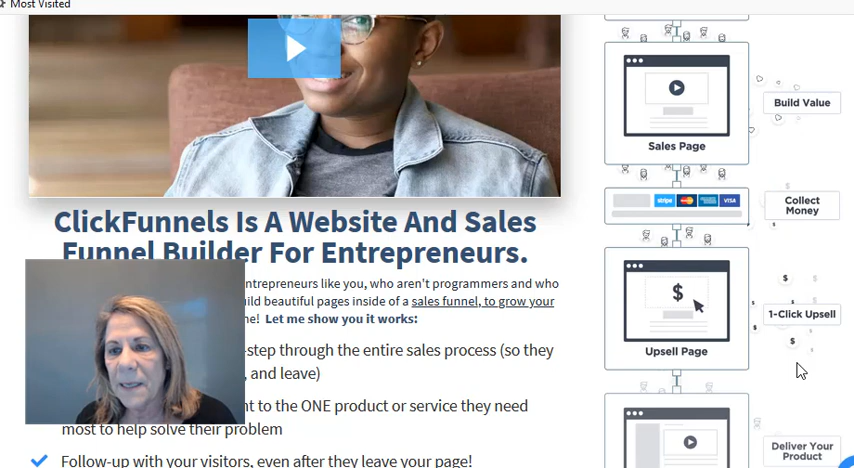 Most Visited
ClickFunnels Is A Website And Sales
Funnel Builder For Entrepreneurs.
entrepreneurs like you, who aren't programmers and who
ild beautiful pages inside of a sales funnel, to grow your
ne! Let me show you it works:
-step through the entire sales process (so they
, and leave)
nt to the ONE product or service they need
most to help solve their problem
Follow-up with your visitors, even after they leave your page!
Build Value
Sales Page
stripe MasterCard VISA
Collect
Money
$
1-Click Upsell
Upsell Page
Deliver Your
Product